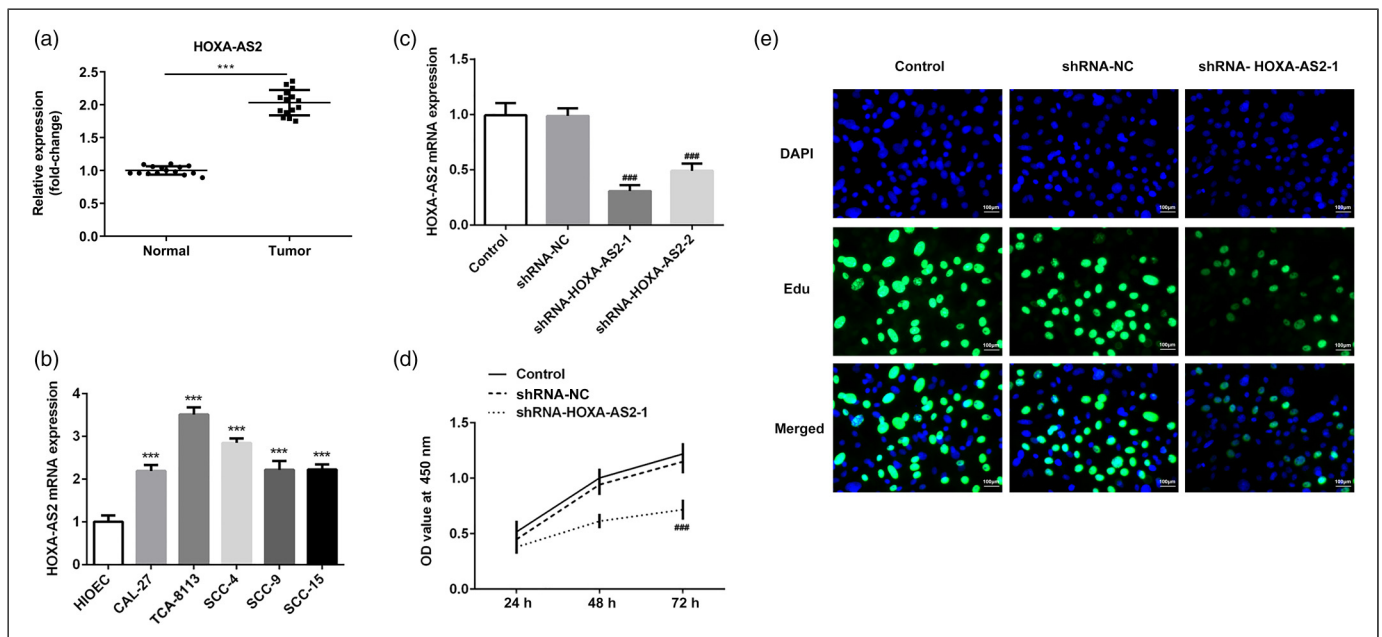 (a)
HOXA-AS2
***
Relative expression
(fold-change)
2.5
2.0
1.5
1.0
0.5
0.0
Normal
Tumor
(b)
HOXA-AS2 mRNA expression
4
3
2
1
0
***
***
***
***
***
HIOEC
CAL-27
TCA-8113
SCC-4
SCC-9
SCC-15
(c)
HOXA-AS2 mRNA expression
1.5
1.0
0.5
0.0
###
###
Control
shRNA-NC
shRNA-HOXA-AS2-1
shRNA-HOXA-AS2-2
(d)
Control
shRNA-NC
shRNA-HOXA-AS2-1
OD value at 450 nm
1.5
1.0
0.5
0.0
###
24 h
48 h
72 h
(e)
Control
shRNA-NC
shRNA- HOXA-AS2-1
DAPI
100μm
100μm
100μm
Edu
100μm
100μm
100μm
Merged
100μm
100μm
100μm